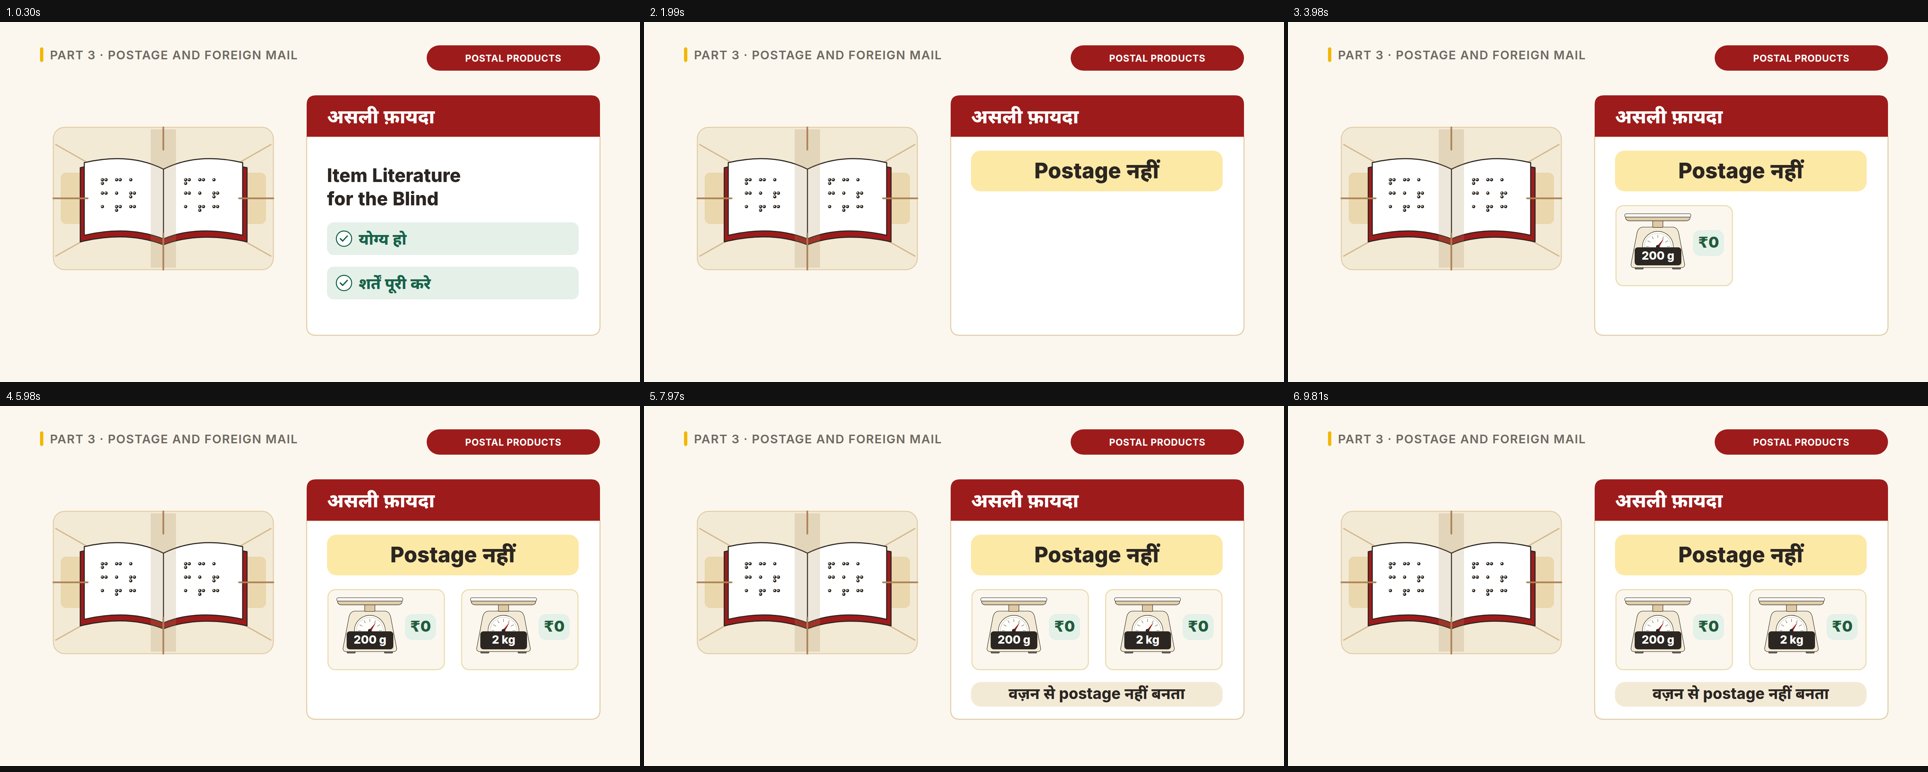 1. 0.30s
PART 3 · POSTAGE AND FOREIGN MAIL
POSTAL PRODUCTS
असली फ़ायदा
Item Literature
for the Blind
योग्य हो
शर्तें पूरी करे
2. 1.99s
PART 3 · POSTAGE AND FOREIGN MAIL
POSTAL PRODUCTS
असली फ़ायदा
Postage नहीं
3. 3.98s
PART 3 · POSTAGE AND FOREIGN MAIL
POSTAL PRODUCTS
असली फ़ायदा
Postage नहीं
200 g
₹0
4. 5.98s
PART 3 · POSTAGE AND FOREIGN MAIL
POSTAL PRODUCTS
असली फ़ायदा
Postage नहीं
200 g ₹0 2 kg ₹0
5. 7.97s
PART 3 · POSTAGE AND FOREIGN MAIL
POSTAL PRODUCTS
असली फ़ायदा
Postage नहीं
200 g ₹0 2 kg ₹0
वज़न से postage नहीं बनता
6. 9.81s
PART 3 · POSTAGE AND FOREIGN MAIL
POSTAL PRODUCTS
असली फ़ायदा
Postage नहीं
200 g ₹0 2 kg ₹0
वज़न से postage नहीं बनता